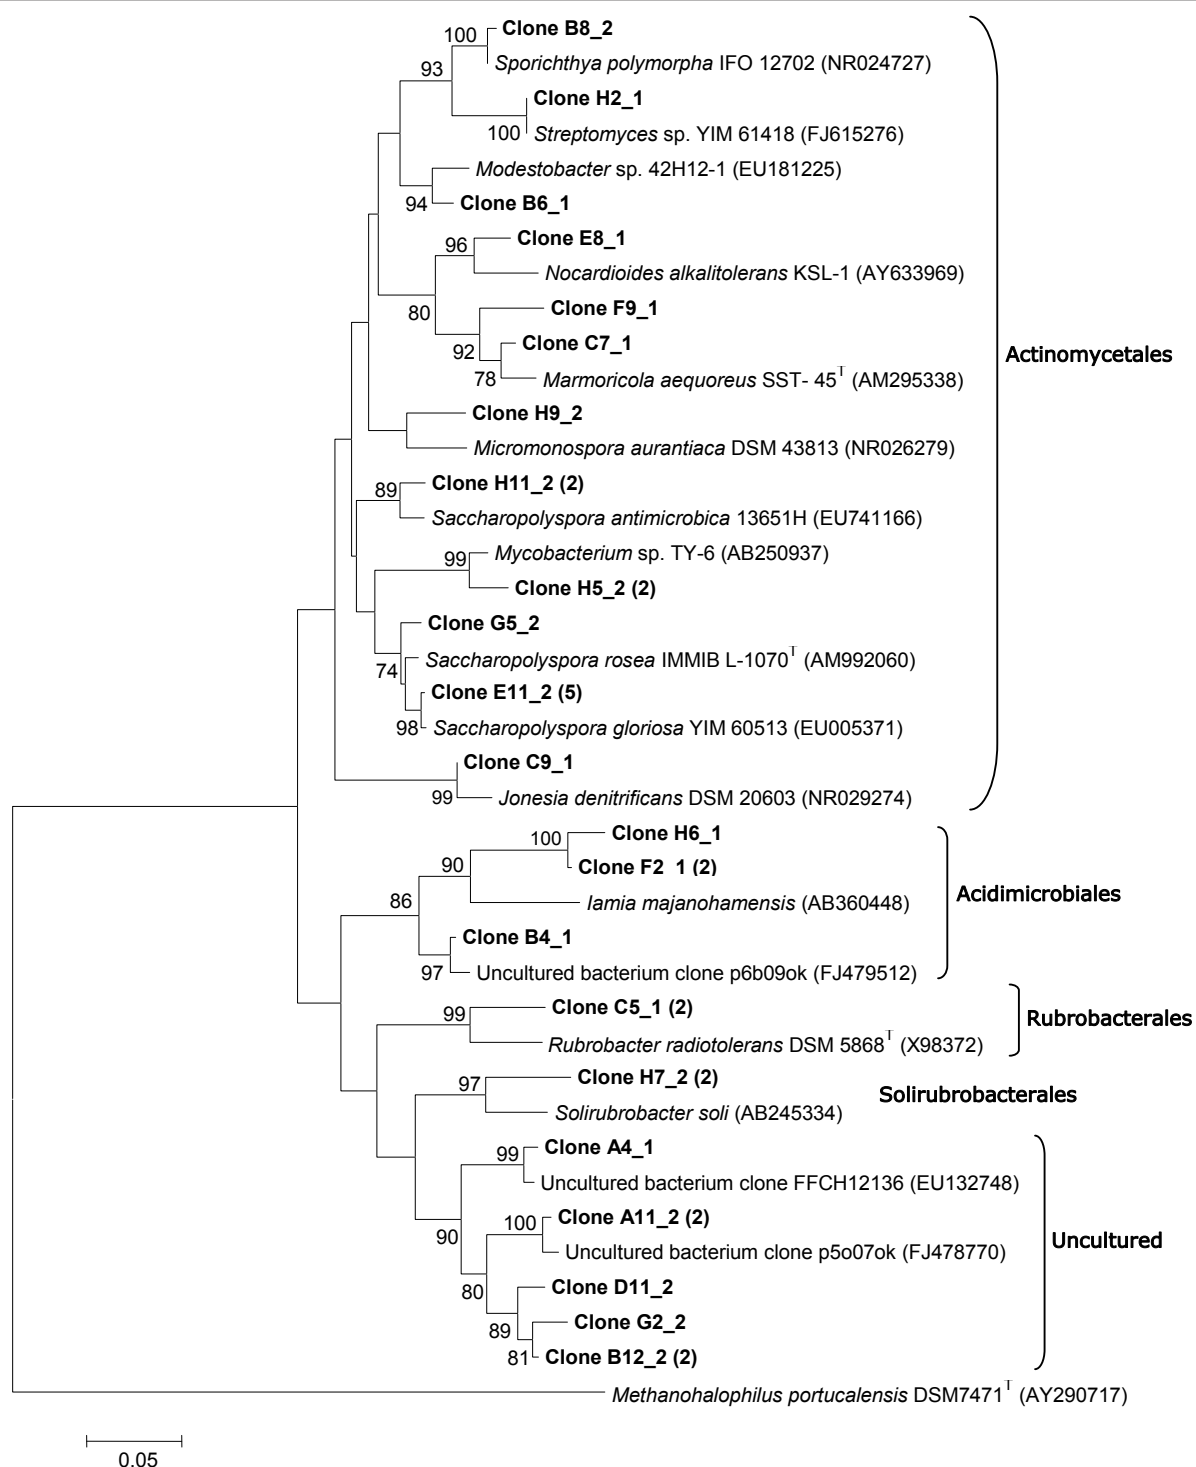 100
Clone B8_2
Sporichthya polymorpha IFO 12702 (NR024727)
93
Clone H2_1
100
Streptomyces sp. YIM 61418 (FJ615276)
Modestobacter sp. 42H12-1 (EU181225)
94
Clone B6_1
96
Clone E8_1
Nocardioides alkalitolerans KSL-1 (AY633969)
80
Clone F9_1
92
Clone C7_1
78
Marmoricola aequoreus SST- 45T (AM295338)
Actinomycetales
Clone H9_2
Micromonospora aurantiaca DSM 43813 (NR026279)
89
Clone H11_2 (2)
Saccharopolyspora antimicrobica 13651H (EU741166)
99
Mycobacterium sp. TY-6 (AB250937)
Clone H5_2 (2)
Clone G5_2
74
Saccharopolyspora rosea IMMIB L-1070T (AM992060)
Clone E11_2 (5)
98
Saccharopolyspora gloriosa YIM 60513 (EU005371)
Clone C9_1
99
Jonesia denitrificans DSM 20603 (NR029274)
100
Clone H6_1
90
Clone F2 1 (2)
86
Iamia majanohamensis (AB360448)
Acidimicrobiales
Clone B4_1
97
Uncultured bacterium clone p6b09ok (FJ479512)
99
Clone C5_1 (2)
Rubrobacterales
Rubrobacter radiotolerans DSM 5868T (X98372)
97
Clone H7_2 (2)
Solirubrobacterales
Solirubrobacter soli (AB245334)
99
Clone A4_1
Uncultured bacterium clone FFCH12136 (EU132748)
90
100
Clone A11_2 (2)
Uncultured bacterium clone p5o07ok (FJ478770)
Uncultured
80
Clone D11_2
89
Clone G2_2
81
Clone B12_2 (2)
Methanohalophilus portucalensis DSM7471T (AY290717)
0.05